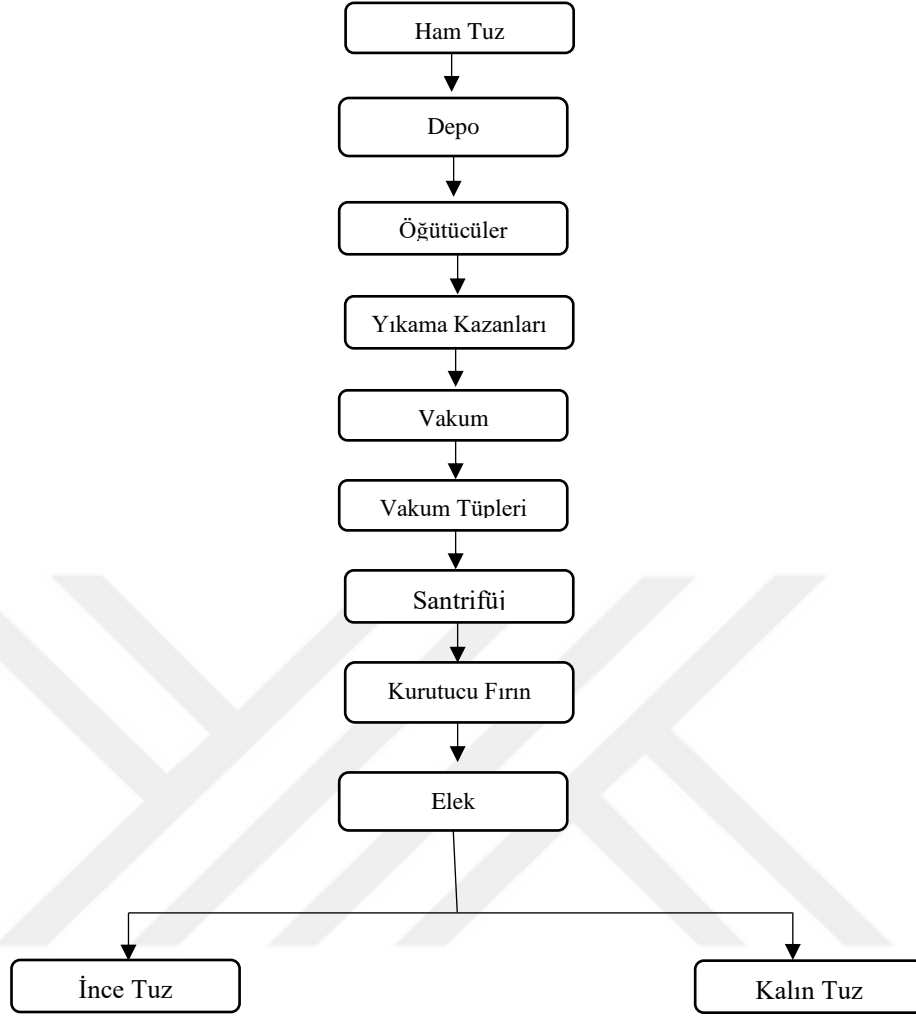 Ham Tuz
Depo
Öğütücüler
Yıkama Kazanları
Vakum
Vakum Tüpleri
Santrifüj
Kurutucu Fırın
Elek
İnce Tuz
Kalın Tuz